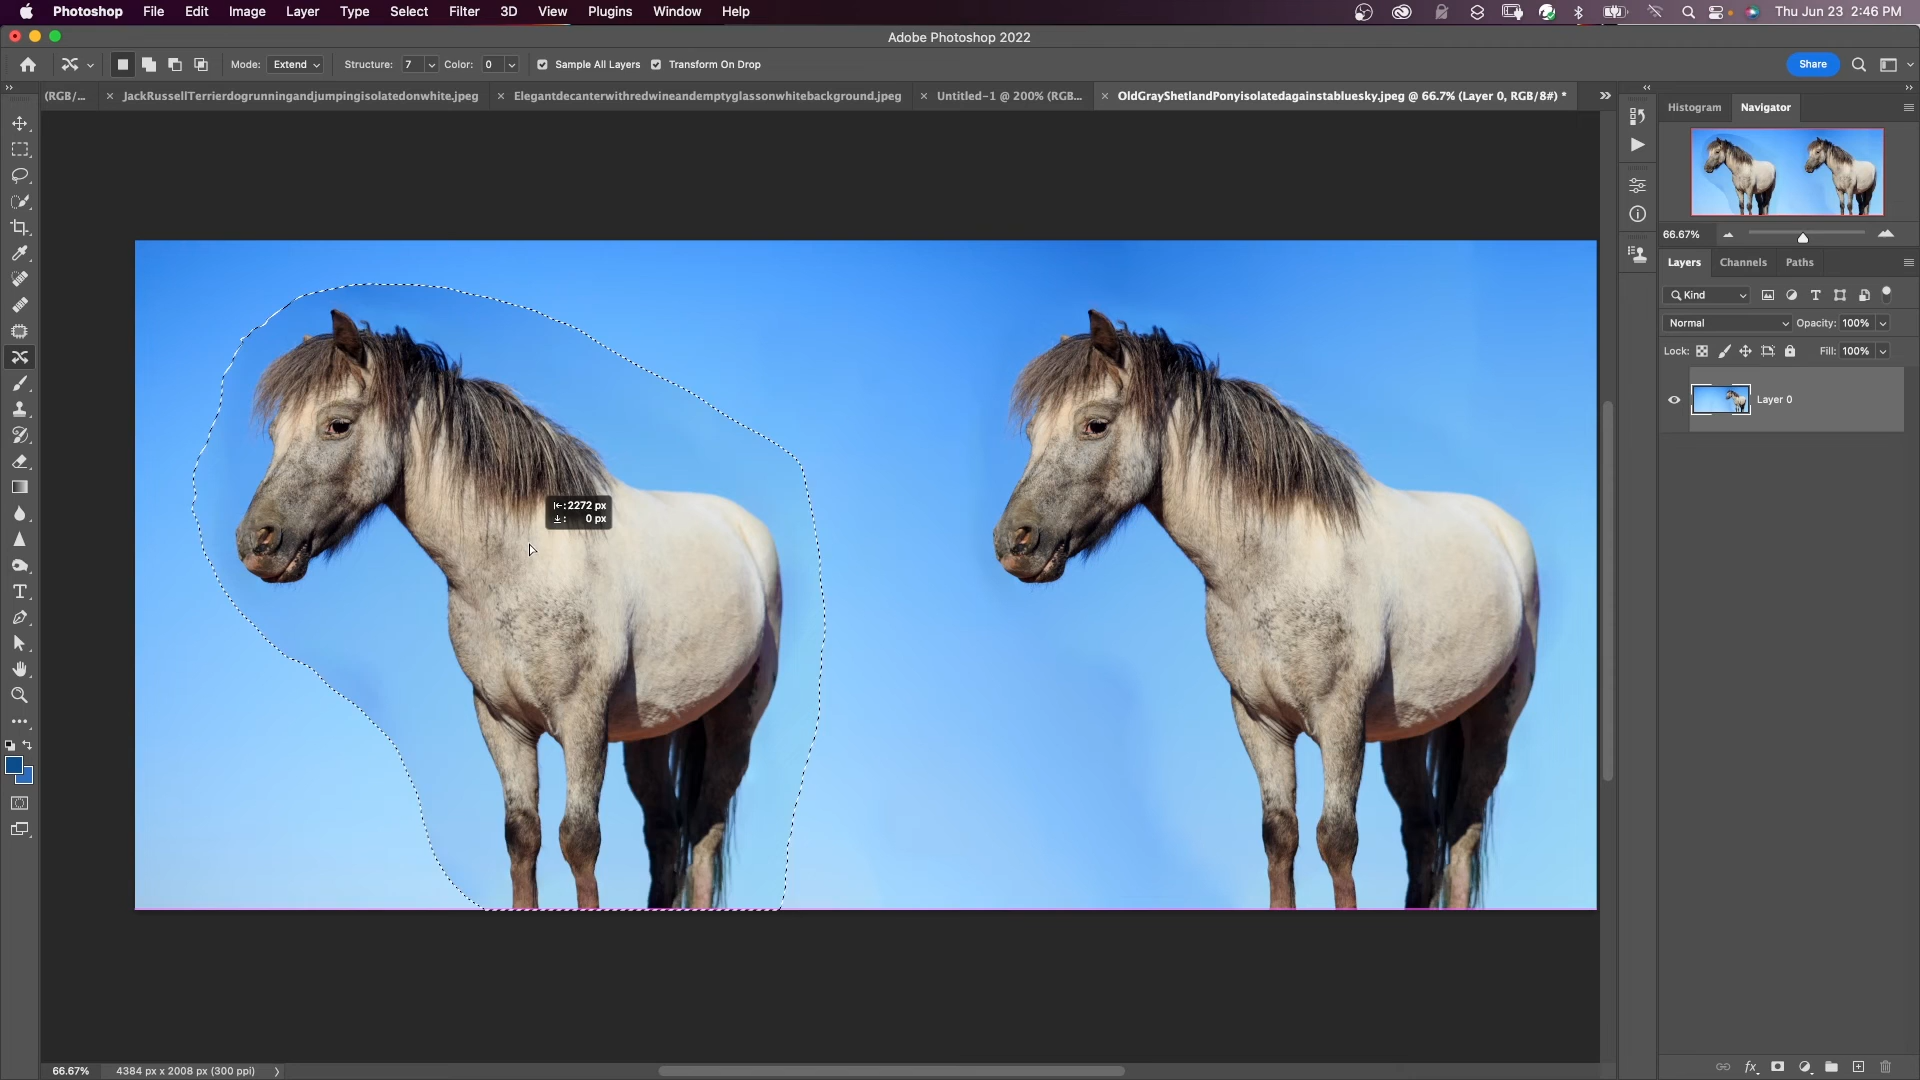 Photoshop File Edit Image Layer Type Select Filter 3D View Plugins Window Help Thu Jun 23 2:46 PM
Adobe Photoshop 2022
Mode: Extend Structure: 7 Color: 0 Sample All Layers Transform On Drop Share
(RGB/... × JackRussellTerrierdogrunningandjumpingisolatedonwhite.jpeg × Elegantdecanterwithredwineandemptyglassonwhitebackground.jpeg × Untitled-1 @ 200% (RGB... × OldGrayShetlandPonyisolatedagainstabluesky.jpeg @ 66.7% (Layer 0, RGB/8#) *
Histogram Navigator
66.67%
Layers Channels Paths
Kind
Normal Opacity: 100%
Lock: Fill: 100%
Layer 0
2272 px
0 px
66.67% 4384 px x 2008 px (300 ppi)